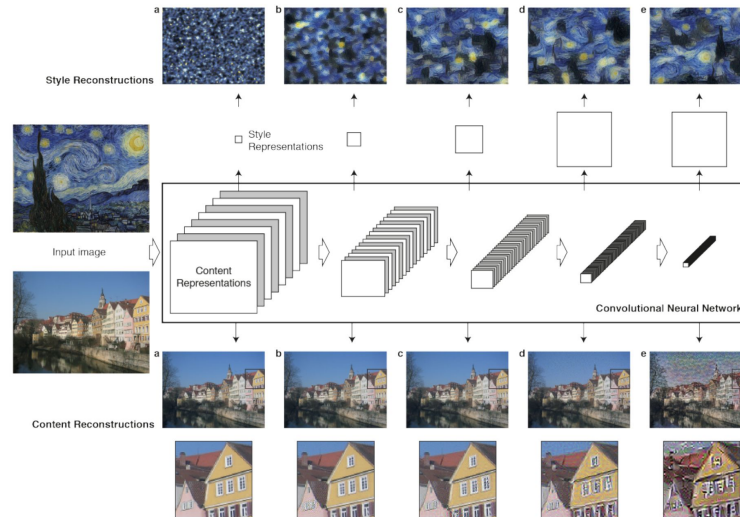 a b c d e
Style Reconstructions
Style
Representations
Input image
Content
Representations
Convolutional Neural Network
a b c d e
Content Reconstructions